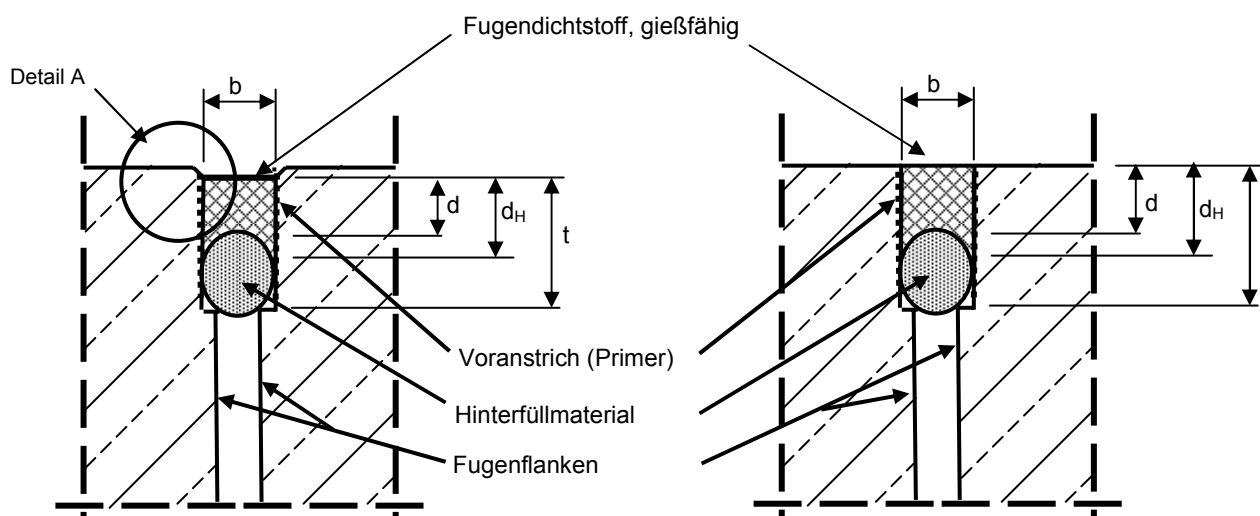 Fugendichtstoff, gießfähig
Detail A
b
b
d
dH
t
d
dH
Voranstrich (Primer)
Hinterfüllmaterial
Fugenflanken